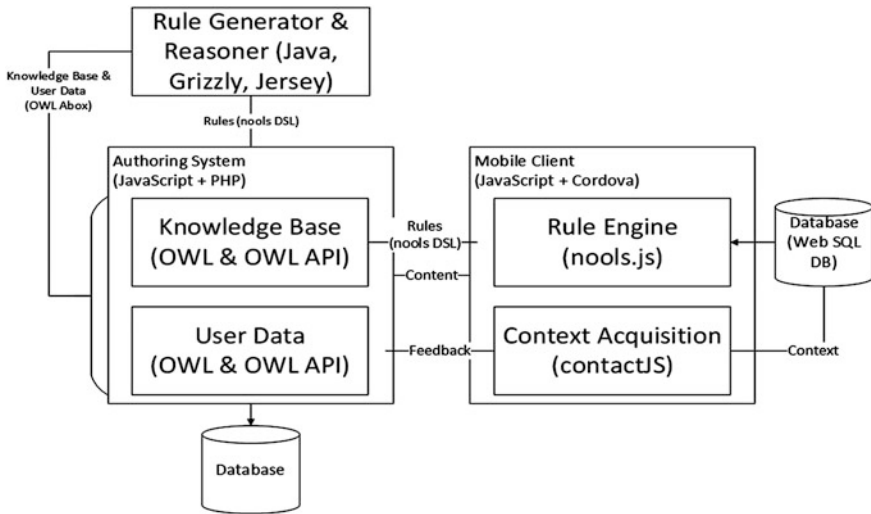 Rule Generator &
Reasoner (Java,
Grizzly, Jersey)
Knowledge Base &
User Data
(OWL Abox)
Rules (nools DSL)
Authoring System
(JavaScript + PHP)
Knowledge Base
(OWL & OWL API)
User Data
(OWL & OWL API)
Rules
(nools DSL)
Content
Feedback
Mobile Client
(JavaScript + Cordova)
Rule Engine
(nools.js)
Context Acquisition
(contactJS)
Database
(Web SQL
DB)
Context
Database